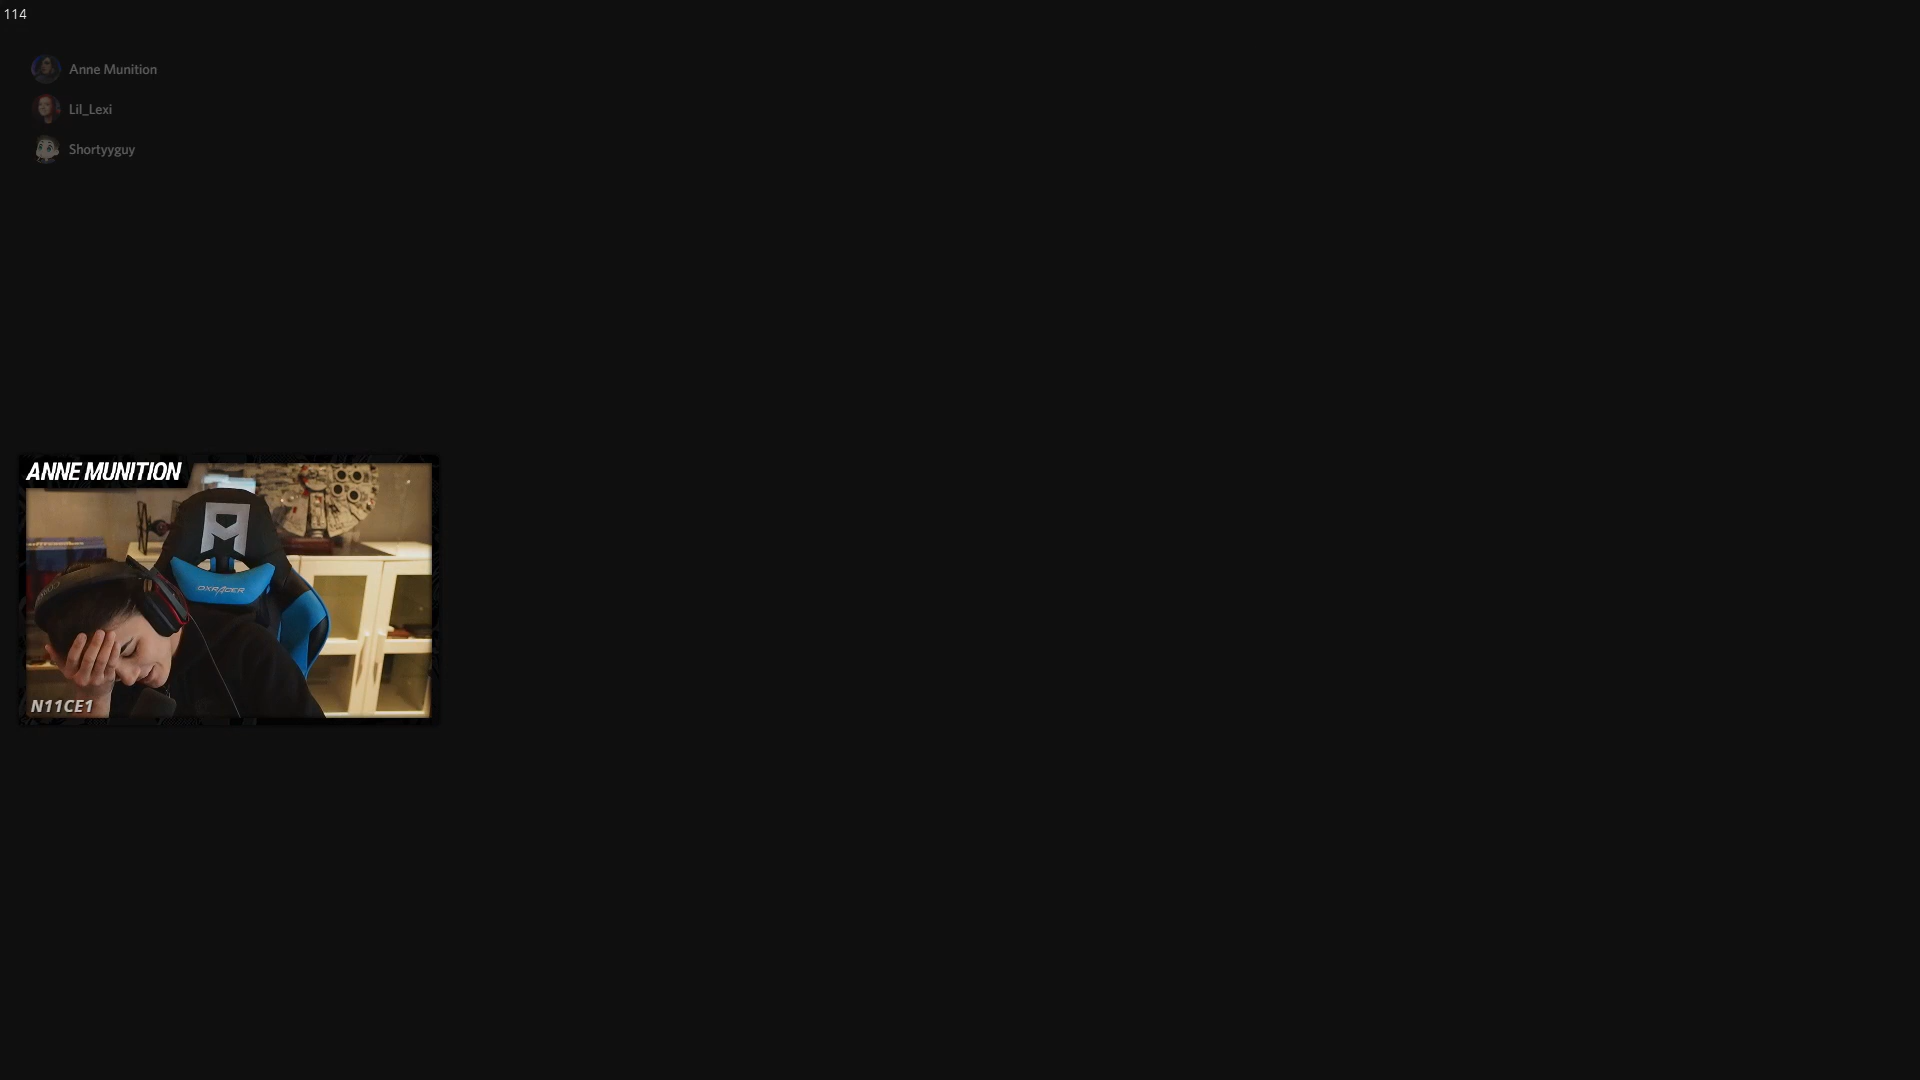 114
Anne Munition
Lil_Lexi
Shortyyguy
ANNE MUNITION
DXRACER
N11CE1